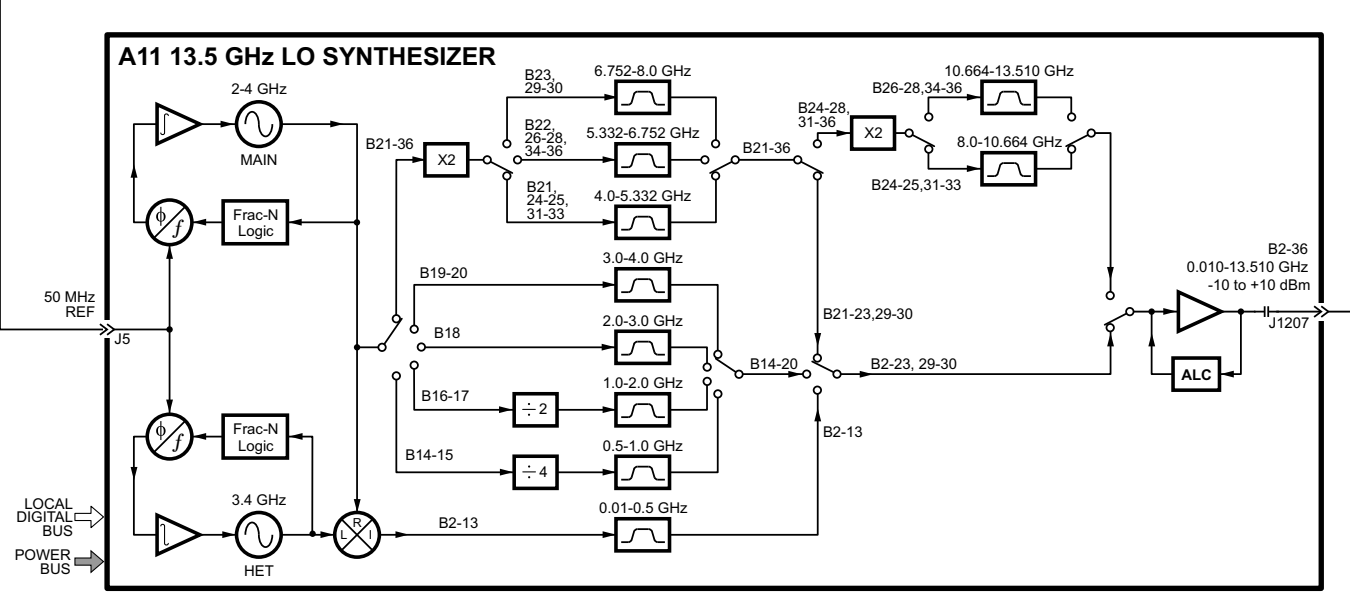 A11 13.5 GHz LO SYNTHESIZER
2-4 GHz
MAIN
ϕ
f
Frac-N
Logic
50 MHz
REF
J5
ϕ
f
Frac-N
Logic
3.4 GHz
HET
LOCAL
DIGITAL
BUS
POWER
BUS
R
L
I
B21-36
X2
B23,
29-30
B22,
26-28,
34-36
B21,
24-25,
31-33
6.752-8.0 GHz
5.332-6.752 GHz
4.0-5.332 GHz
B19-20
3.0-4.0 GHz
B18
2.0-3.0 GHz
B16-17
÷ 2
1.0-2.0 GHz
B14-15
÷ 4
0.5-1.0 GHz
B2-13
0.01-0.5 GHz
B21-36
B24-28,
31-36
X2
B26-28,34-36
10.664-13.510 GHz
8.0-10.664 GHz
B24-25,31-33
B21-23,29-30
B14-20
B2-23, 29-30
B2-13
B2-36
0.010-13.510 GHz
-10 to +10 dBm
J1207
ALC